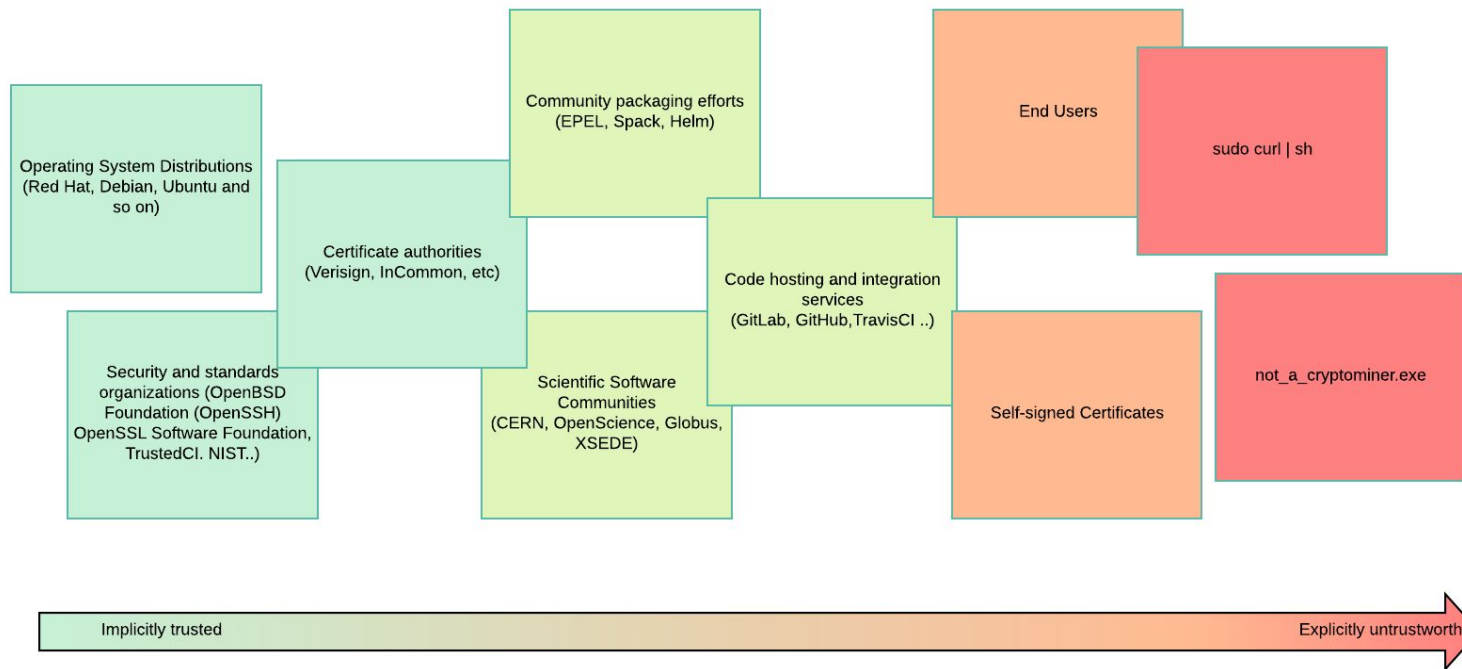 Operating System Distributions
(Red Hat, Debian, Ubuntu and
so on)
Security and standards
organizations (OpenBSD
Foundation (OpenSSH)
OpenSSL Software Foundation,
TrustedCI. NIST..)
Certificate authorities
(Verisign, InCommon, etc)
Community packaging efforts
(EPEL, Spack, Helm)
Scientific Software
Communities
(CERN, OpenScience, Globus,
XSEDE)
Code hosting and integration
services
(GitLab, GitHub,TravisCI ..)
End Users
Self-signed Certificates
sudo curl | sh
not_a_cryptominer.exe
Implicitly trusted
Explicitly untrustworth